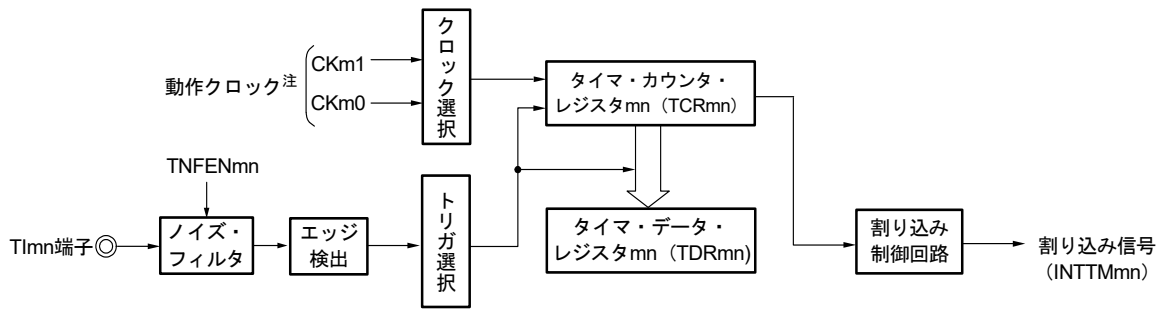 動作クロック注
CKm1
CKm0
クロック選択
タイマ・カウンタ・
レジスタmn（TCRmn）
TNFENmn
TImn端子
ノイズ・
フィルタ
エッジ
検出
トリガ選択
タイマ・データ・
レジスタmn（TDRmn)
割り込み
制御回路
割り込み信号
（INTTMmn）